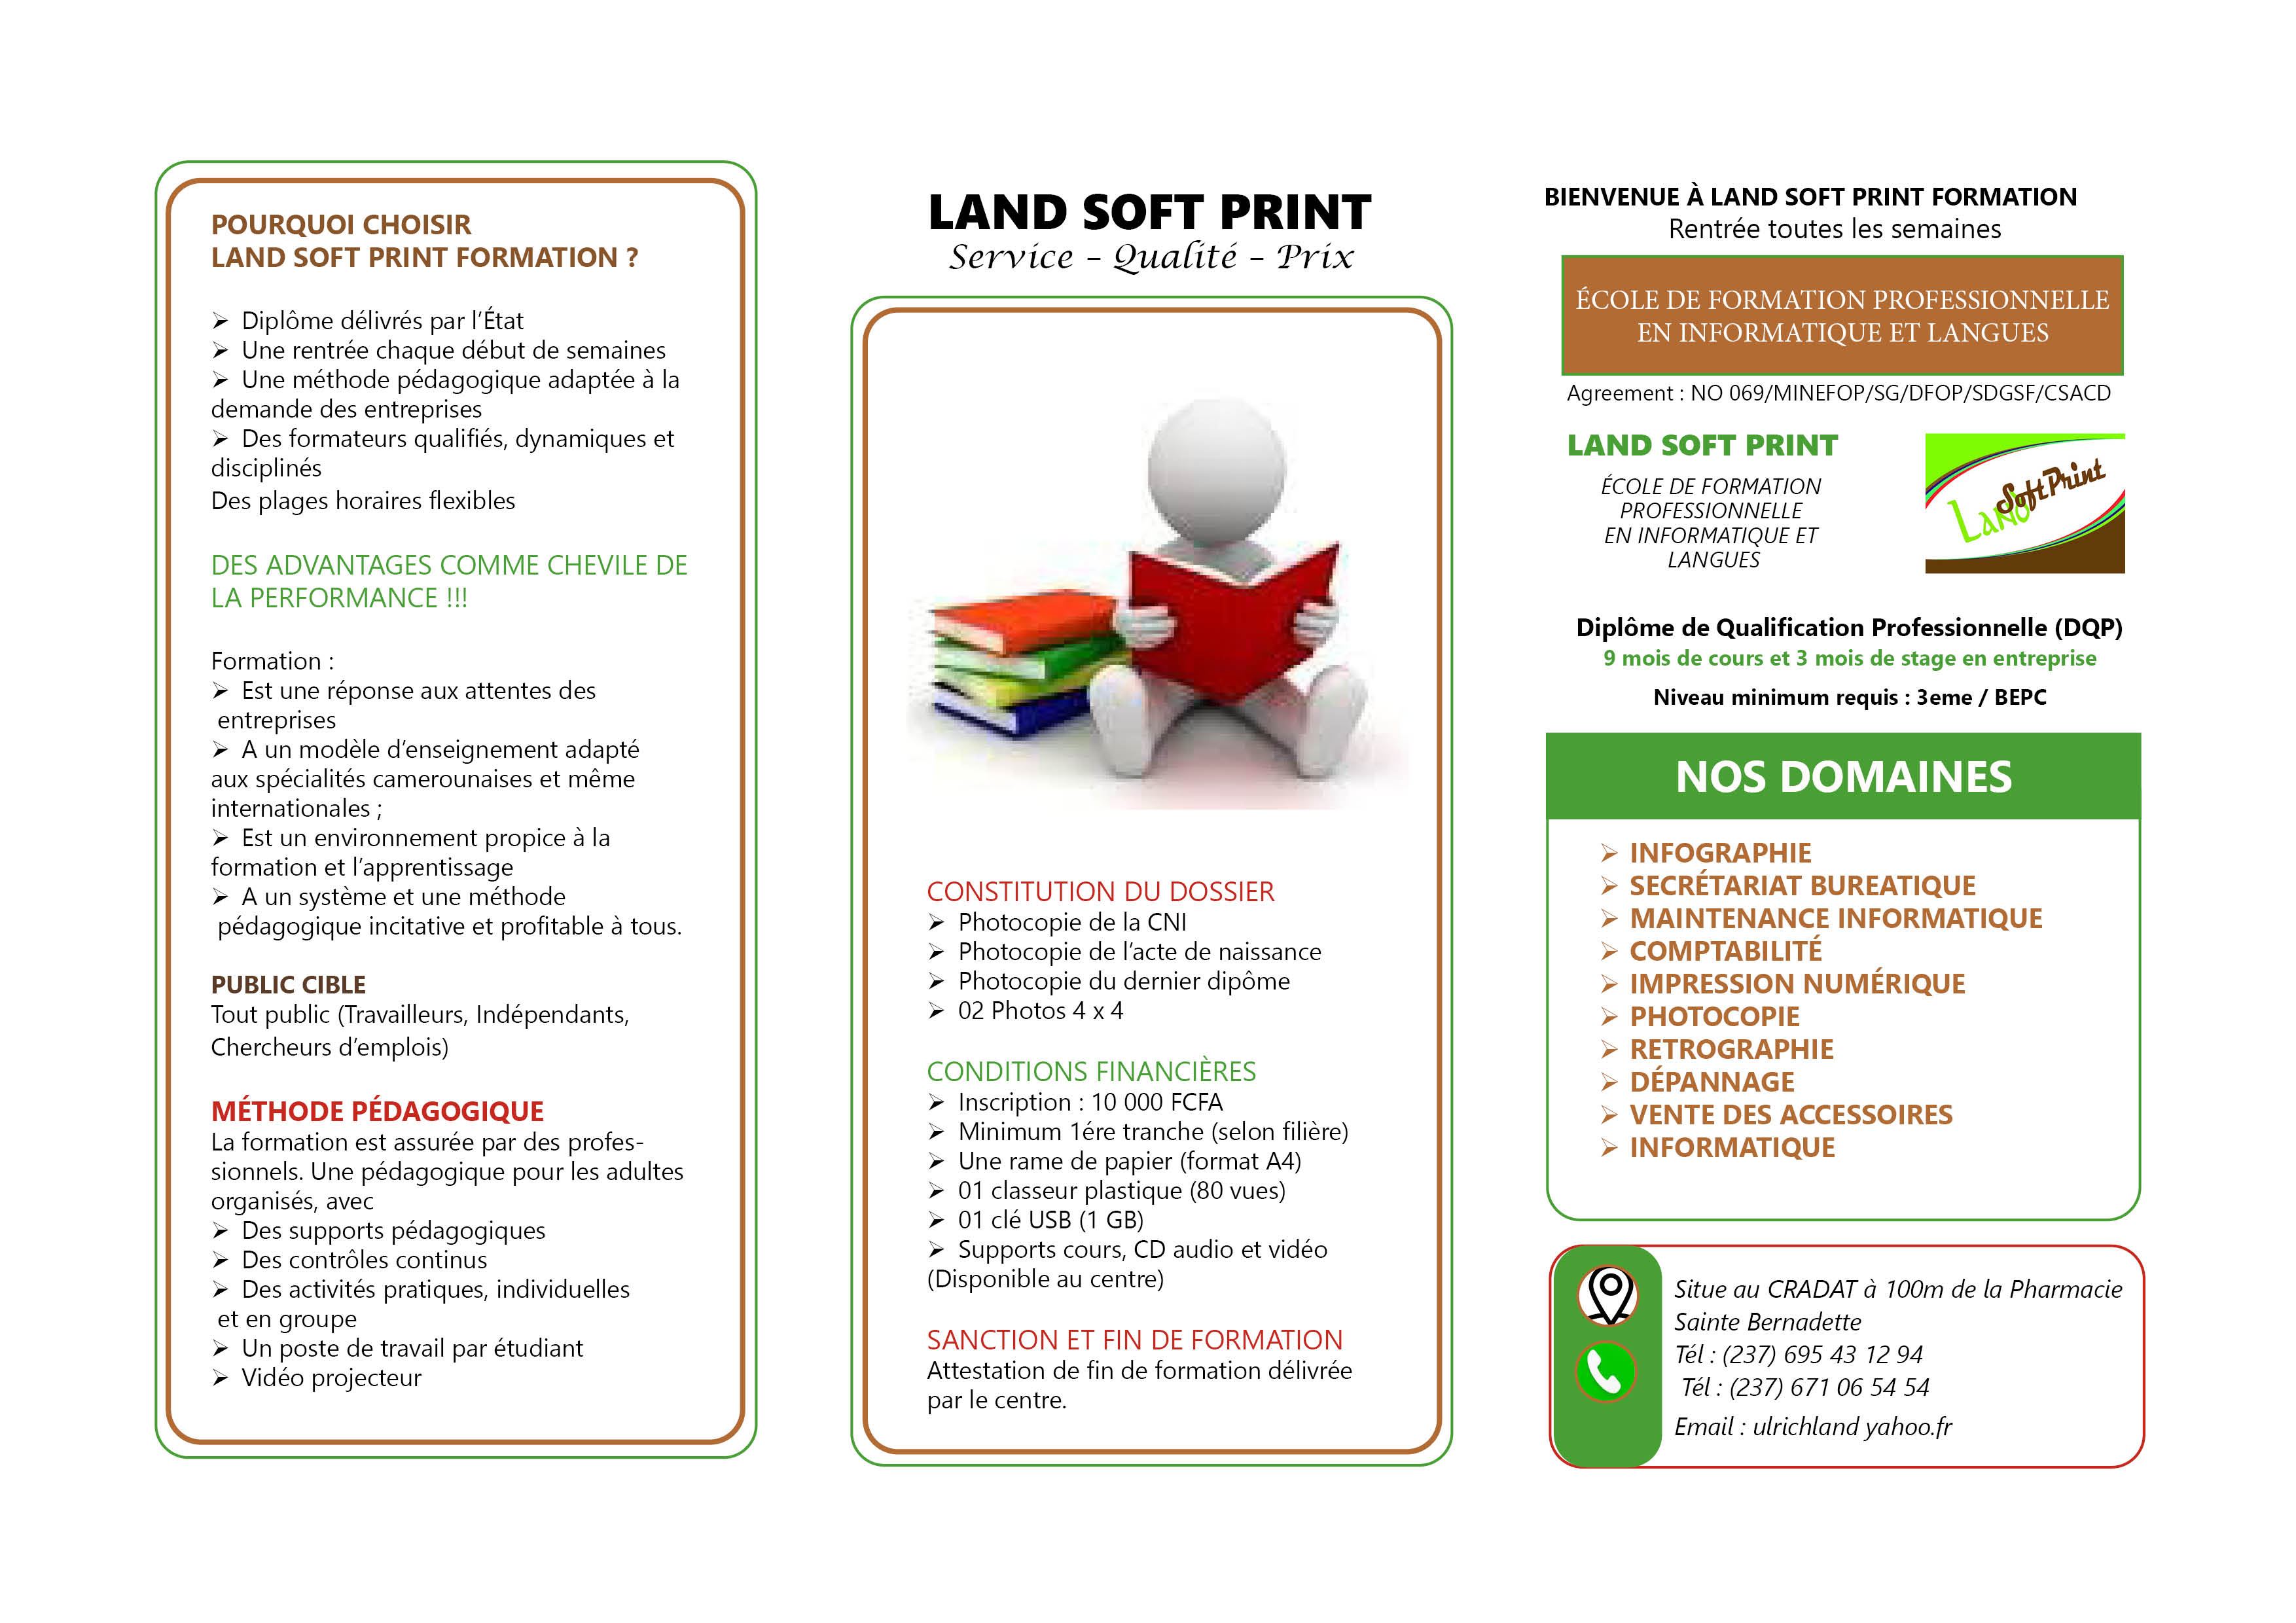 POURQUOI CHOISIR
LAND SOFT PRINT FORMATION ?
➢ Diplôme délivrés par l’État
➢ Une rentrée chaque début de semaines
➢ Une méthode pédagogique adaptée à la
demande des entreprises
➢ Des formateurs qualifiés, dynamiques et
disciplinés
Des plages horaires flexibles
DES ADVANTAGES COMME CHEVILE DE
LA PERFORMANCE !!!
Formation :
➢ Est une réponse aux attentes des
entreprises
➢ A un modèle d’enseignement adapté
aux spécialités camerounaises et même
internationales ;
➢ Est un environnement propice à la
formation et l’apprentissage
➢ A un système et une méthode
pédagogique incitative et profitable à tous.
PUBLIC CIBLE
Tout public (Travailleurs, Indépendants,
Chercheurs d’emplois)
MÉTHODE PÉDAGOGIQUE
La formation est assurée par des profes-
sionnels. Une pédagogique pour les adultes
organisés, avec
➢ Des supports pédagogiques
➢ Des contrôles continus
➢ Des activités pratiques, individuelles
et en groupe
➢ Un poste de travail par étudiant
➢ Vidéo projecteur
LAND SOFT PRINT
Service – Qualité – Prix
CONSTITUTION DU DOSSIER
➢ Photocopie de la CNI
➢ Photocopie de l’acte de naissance
➢ Photocopie du dernier dipôme
➢ 02 Photos 4 x 4
CONDITIONS FINANCIÈRES
➢ Inscription : 10 000 FCFA
➢ Minimum 1ére tranche (selon filière)
➢ Une rame de papier (format A4)
➢ 01 classeur plastique (80 vues)
➢ 01 clé USB (1 GB)
➢ Supports cours, CD audio et vidéo
(Disponible au centre)
SANCTION ET FIN DE FORMATION
Attestation de fin de formation délivrée
par le centre.
BIENVENUE À LAND SOFT PRINT FORMATION
Rentrée toutes les semaines
ÉCOLE DE FORMATION PROFESSIONNELLE
EN INFORMATIQUE ET LANGUES
Agreement : NO 069/MINEFOP/SG/DFOP/SDGSF/CSACD
LAND SOFT PRINT
ÉCOLE DE FORMATION
PROFESSIONNELLE
EN INFORMATIQUE ET
LANGUES
Land Soft Print
Diplôme de Qualification Professionnelle (DQP)
9 mois de cours et 3 mois de stage en entreprise
Niveau minimum requis : 3eme / BEPC
NOS DOMAINES
➢ INFOGRAPHIE
➢ SECRÉTARIAT BUREATIQUE
➢ MAINTENANCE INFORMATIQUE
➢ COMPTABILITÉ
➢ IMPRESSION NUMÉRIQUE
➢ PHOTOCOPIE
➢ RETROGRAPHIE
➢ DÉPANNAGE
➢ VENTE DES ACCESSOIRES
➢ INFORMATIQUE
Situe au CRADAT à 100m de la Pharmacie
Sainte Bernadette
Tél : (237) 695 43 12 94
Tél : (237) 671 06 54 54
Email : ulrichland yahoo.fr